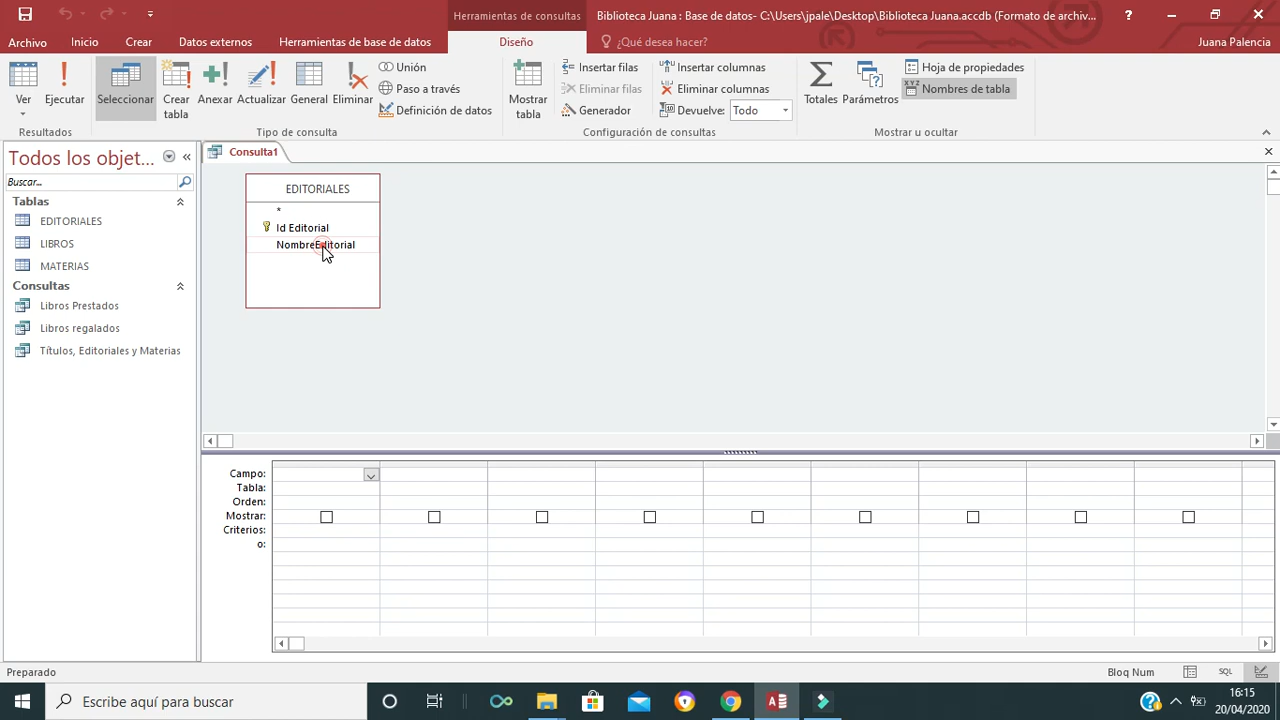 Herramientas de consultas
Biblioteca Juana : Base de datos- C:\Users\jpale\Desktop\Biblioteca Juana.accdb (Formato de archiv...
?
Archivo
Inicio
Crear
Datos externos
Herramientas de base de datos
Diseño
¿Qué desea hacer?
Juana Palencia
Ver
Ejecutar
Seleccionar
Crear tabla
Anexar
Actualizar
General
Eliminar
Unión
Paso a través
Definición de datos
Mostrar tabla
Insertar filas
Eliminar filas
Generador
Insertar columnas
Eliminar columnas
Devuelve: Todo
Totales
Parámetros
Hoja de propiedades
XYZ Nombres de tabla
Resultados
Tipo de consulta
Configuración de consultas
Mostrar u ocultar
Todos los objet...
Buscar...
Tablas
EDITORIALES
LIBROS
MATERIAS
Consultas
Libros Prestados
Libros regalados
Títulos, Editoriales y Materias
Consulta1
EDITORIALES
*
Id Editorial
NombreEditorial
Campo:
Tabla:
Orden:
Mostrar:
Criterios:
o:
Preparado
Bloq Num
SQL
Escribe aquí para buscar
16:15
20/04/2020